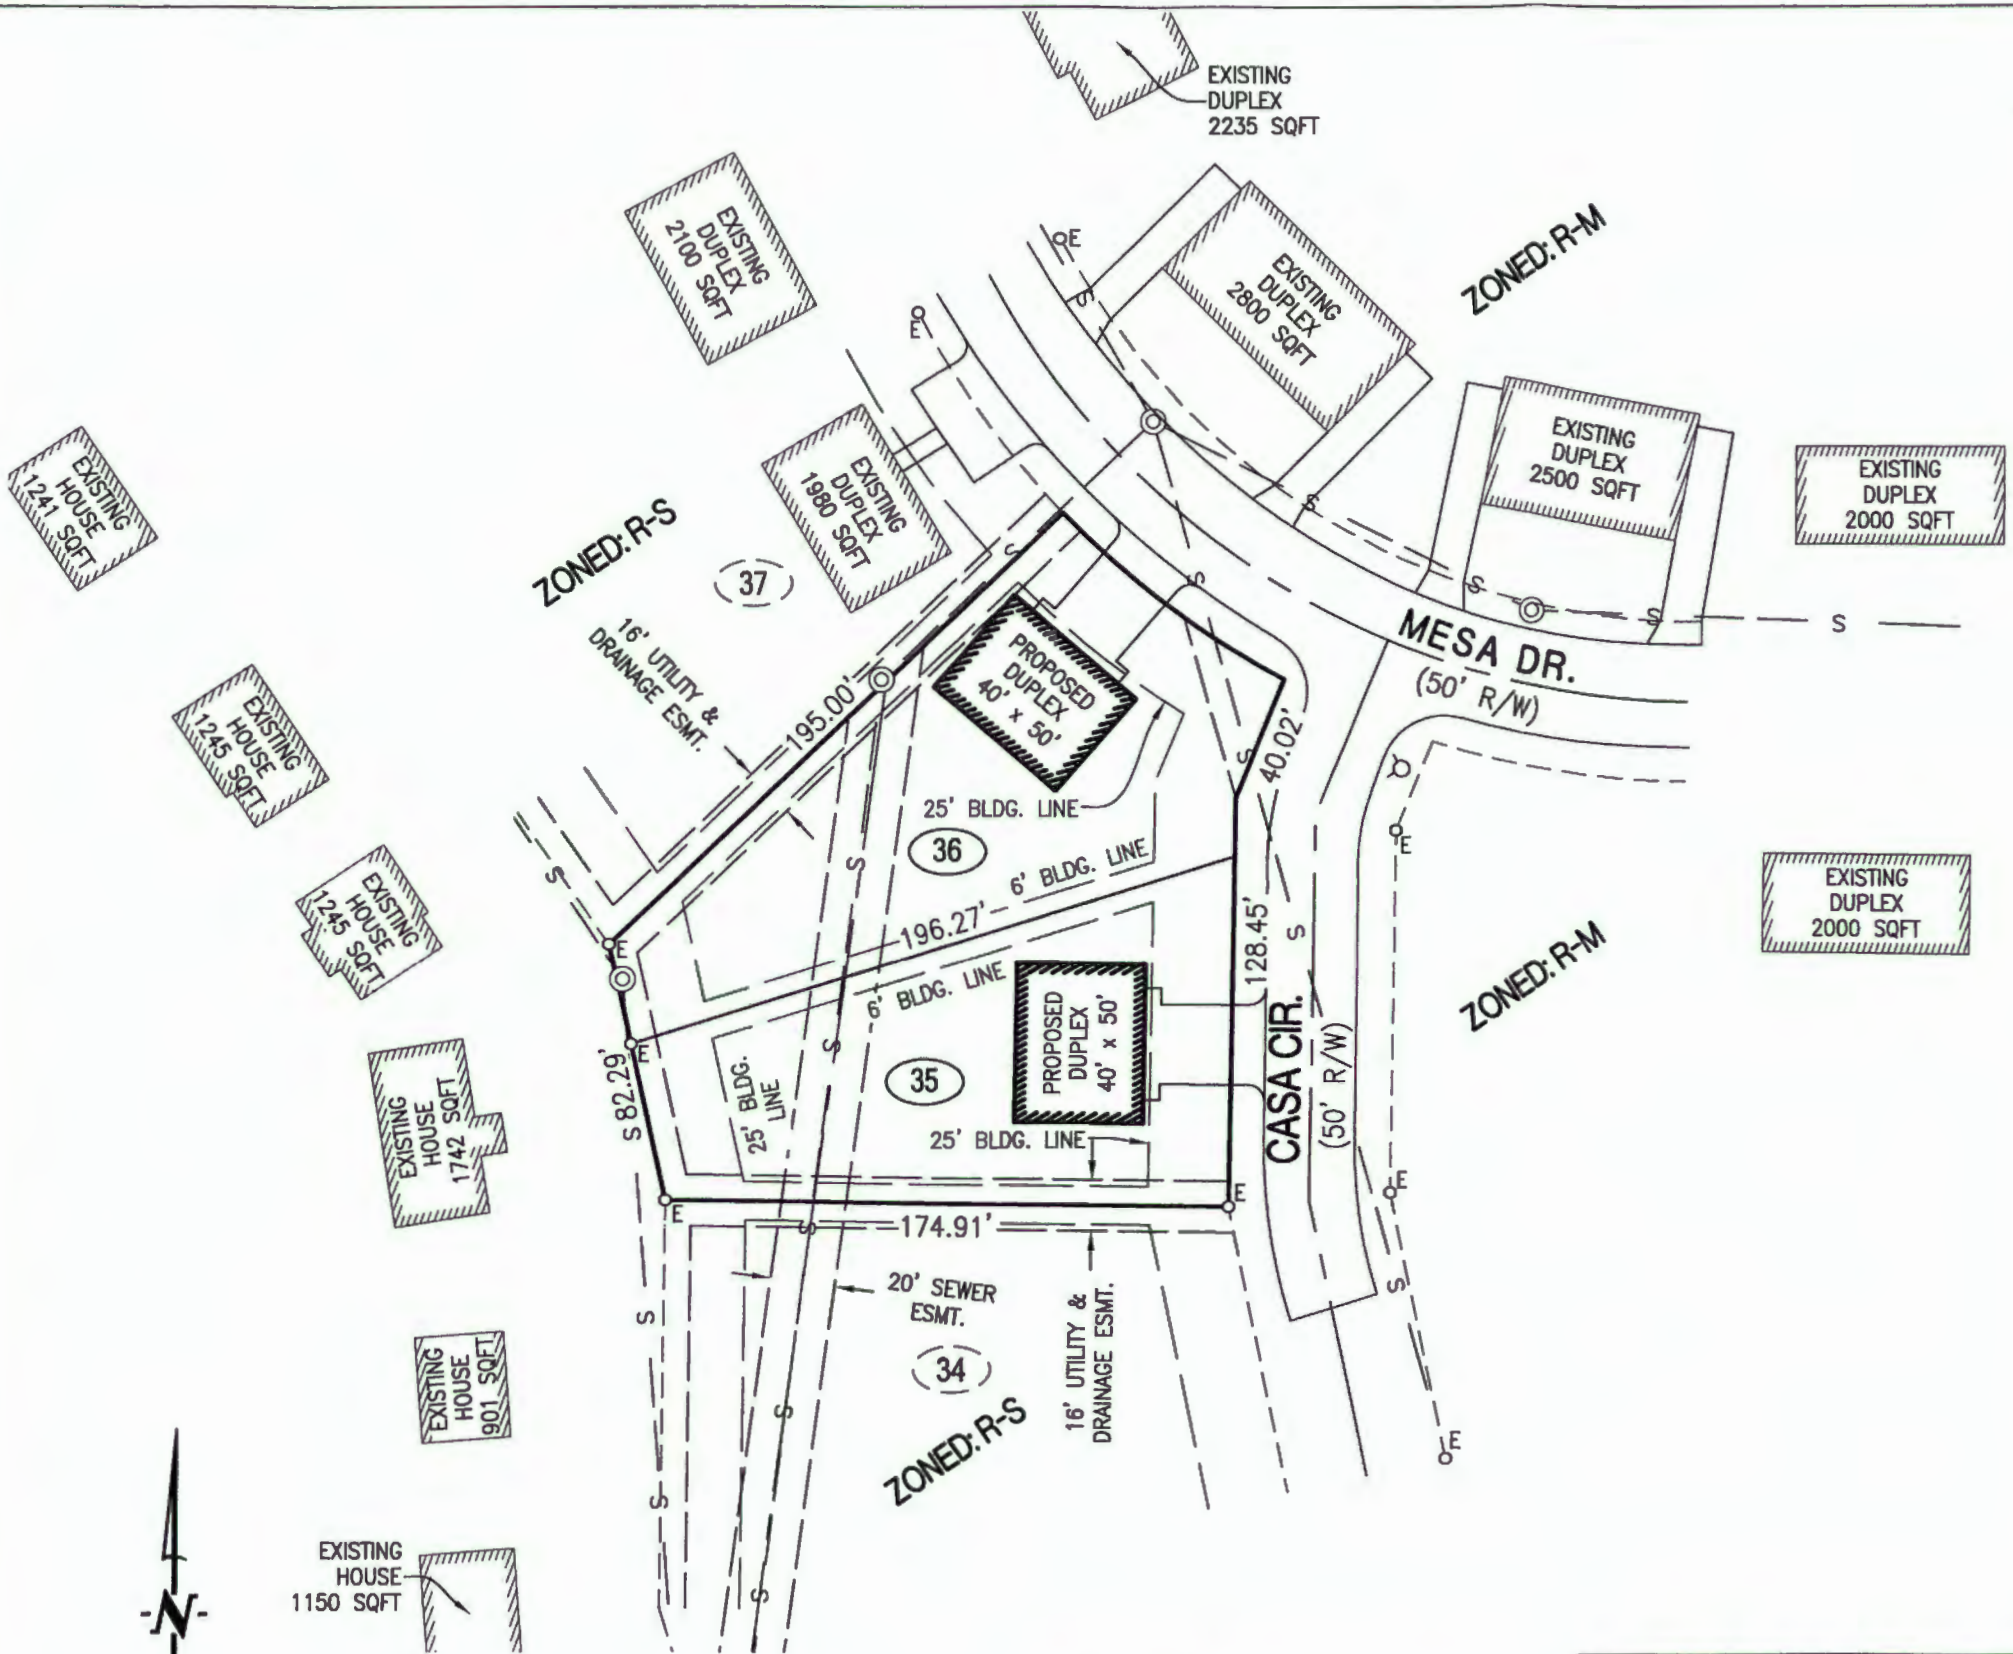 EXISTING
DUPLEX
2235 SQFT
EXISTING
DUPLEX
2100 SQFT
E
E
S
EXISTING
DUPLEX
2800 SQFT
ZONED: R-M
EXISTING
DUPLEX
1980 SQFT
EXISTING
DUPLEX
2500 SQFT
EXISTING
DUPLEX
2000 SQFT
EXISTING
HOUSE
1241 SQFT
ZONED: R-S
37
S
S
S
S
S
S
MESA DR.
(50' R/W)
16' UTILITY &
DRAINAGE ESMT.
195.00'
PROPOSED
DUPLEX
40' x 50'
S
40.02'
EXISTING
HOUSE
1245 SQFT
25' BLDG. LINE
36
E
S
S
6' BLDG. LINE
196.27'
EXISTING
HOUSE
1245 SQFT
E
128.45'
S
EXISTING
DUPLEX
2000 SQFT
ZONED: R-M
6' BLDG. LINE
E
S
S 82.29'
25' BLDG.
LINE
35
PROPOSED
DUPLEX
40' x 50'
25' BLDG. LINE
CASA CIR.
(50' R/W)
EXISTING
HOUSE
1742 SQFT
E
E
E
S
174.91'
S
S
20' SEWER
ESMT.
16' UTILITY &
DRAINAGE ESMT.
34
ZONED: R-S
EXISTING
HOUSE
901 SQFT
S
E
S
S
EXISTING
HOUSE
1150 SQFT
N